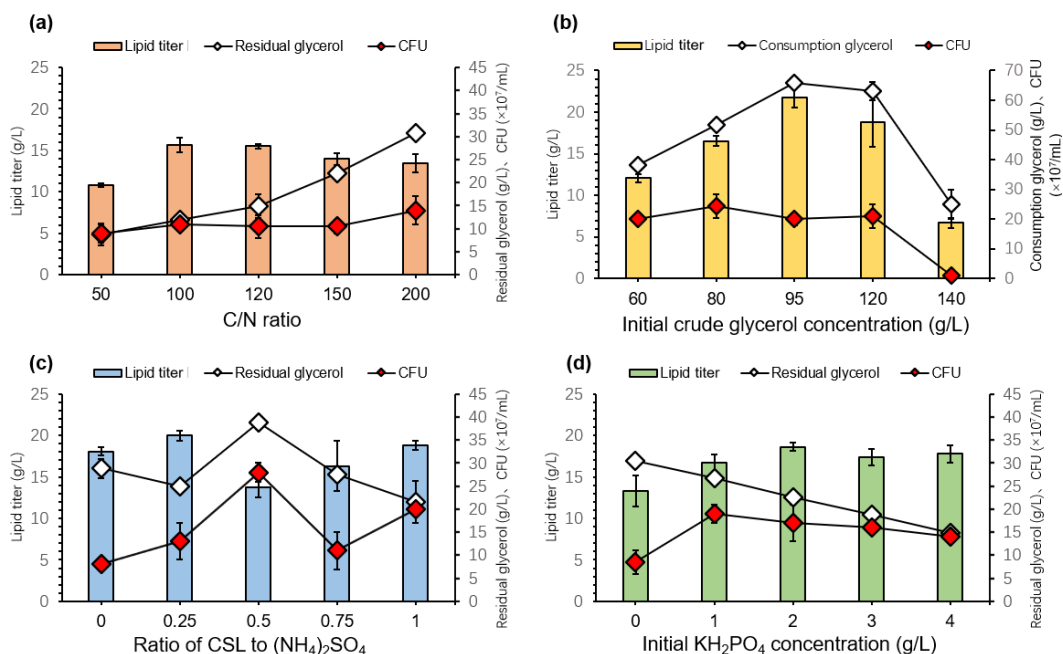 (a)
Lipid titer
Residual glycerol
CFU
25
20
15
10
5
0
Lipid titer (g/L)
45
40
35
30
25
20
15
10
5
0
Residual glycerol (g/L)、CFU (×10⁷/mL)
50 100 120 150 200
C/N ratio
(b)
Lipid titer
Consumption glycerol
CFU
25
20
15
10
5
0
Lipid titer (g/L)
70
60
50
40
30
20
10
0
Consumption glycerol (g/L)、CFU
(×10⁷/mL)
60 80 95 120 140
Initial crude glycerol concentration (g/L)
(c)
Lipid titer
Residual glycerol
CFU
25
20
15
10
5
0
Lipid titer (g/L)
45
40
35
30
25
20
15
10
5
0
Residual glycerol (g/L)、CFU (×10⁷/mL)
0 0.25 0.5 0.75 1
Ratio of CSL to (NH₄)₂SO₄
(d)
Lipid titer
Residual glycerol
CFU
25
20
15
10
5
0
Lipid titer (g/L)
45
40
35
30
25
20
15
10
5
0
Residual glycerol (g/L)、CFU (×10⁷/mL)
0 1 2 3 4
Initial KH₂PO₄ concentration (g/L)